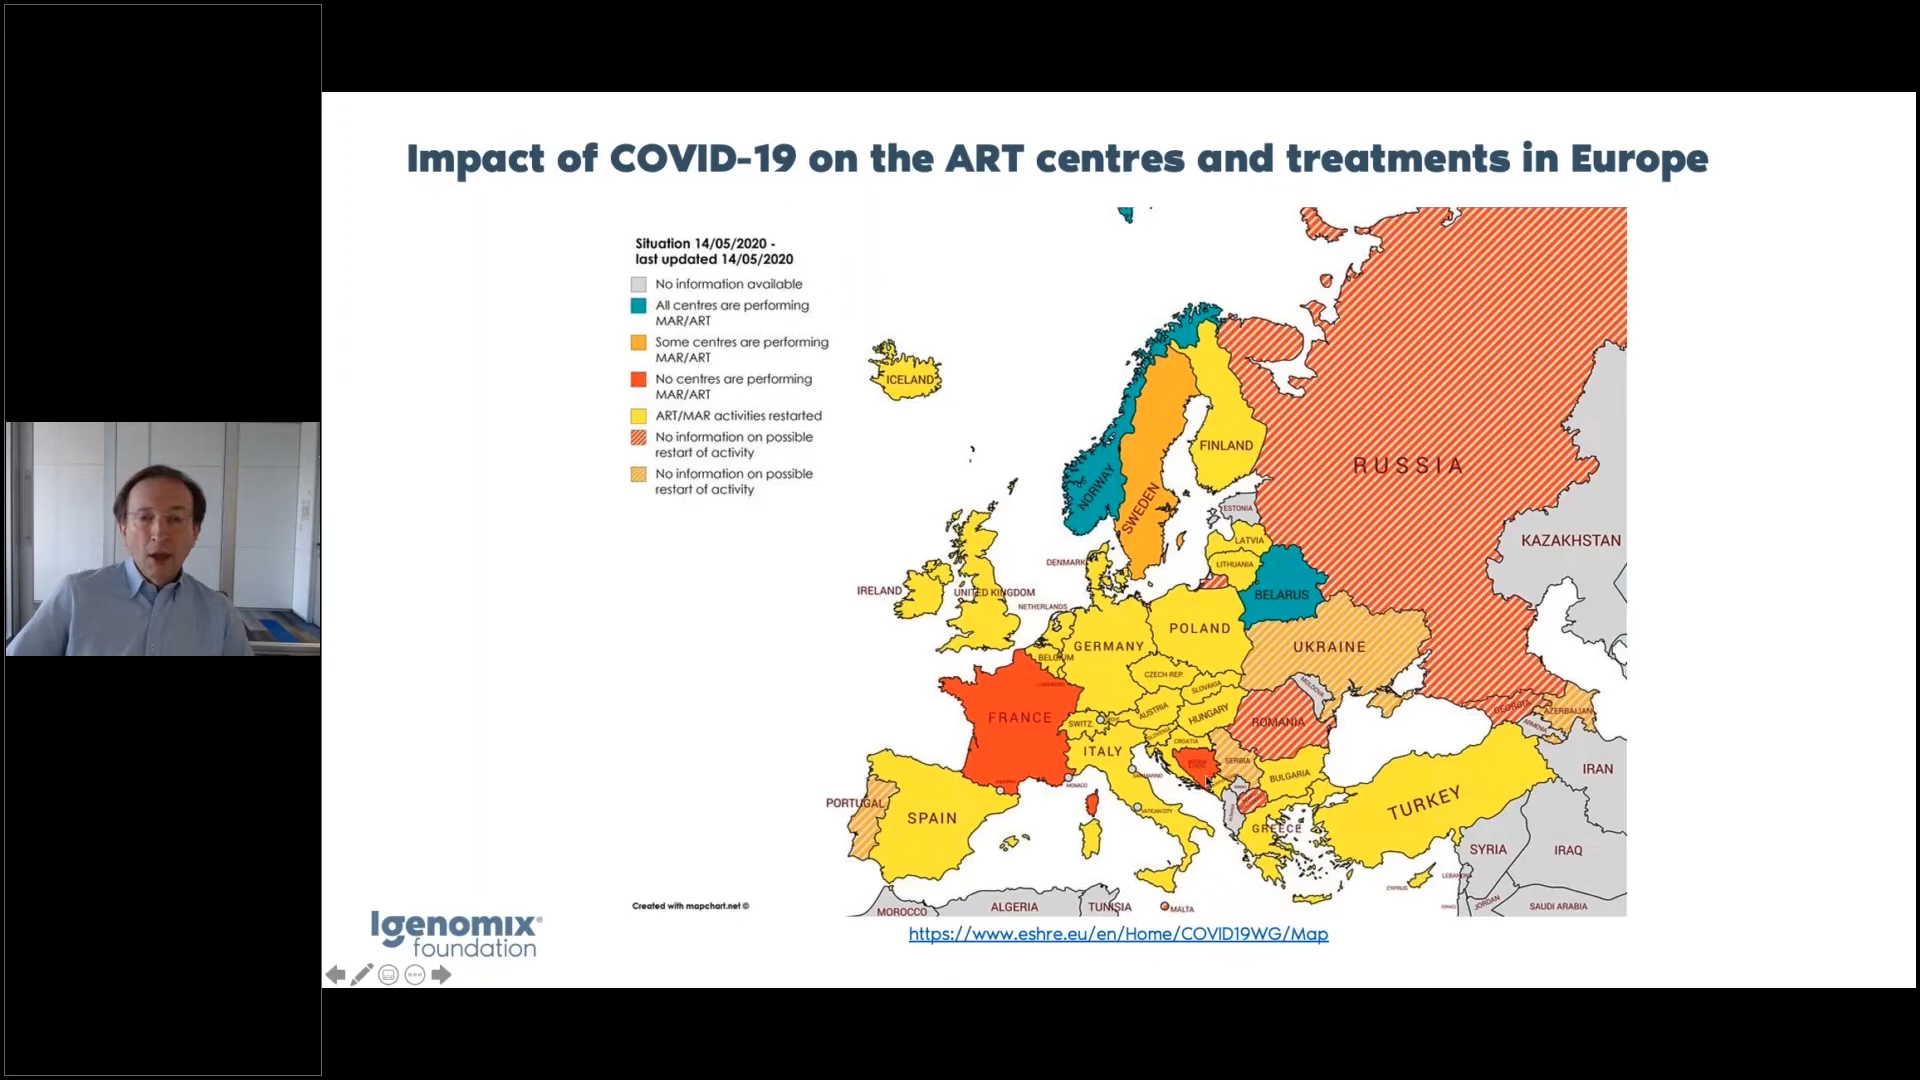 Impact of COVID-19 on the ART centres and treatments in Europe
Situation 14/05/2020 -
last updated 14/05/2020
No information available
All centres are performing
MAR/ART
Some centres are performing
MAR/ART
No centres are performing
MAR/ART
ART/MAR activities restarted
No information on possible
restart of activity
No information on possible
restart of activity
ICELAND
FINLAND
RUSSIA
NORWAY
SWEDEN
ESTONIA
LATVIA
KAZAKHSTAN
LITHUANIA
DENMARK
IRELAND
UNITED KINGDOM
BELARUS
NETHERLANDS
POLAND
GERMANY
UKRAINE
BELGIUM
CZECH REP.
SLOVAKIA
MOLDOVA
FRANCE
SWITZ.
AUSTRIA
HUNGARY
ROMANIA
GEORGIA
AZERBAIJAN
ARMENIA
SLOVENIA
CROATIA
ITALY
SERBIA
BULGARIA
IRAN
SAN MARINO
MONACO
PORTUGAL
SPAIN
VATICAN CITY
TURKEY
GREECE
SYRIA
IRAQ
CYPRUS
LEBANON
ISRAEL
JORDAN
SAUDI ARABIA
MOROCCO
ALGERIA
TUNISIA
MALTA
Created with mapchart.net ©
https://www.eshre.eu/en/Home/COVID19WG/Map
Igenomix®
foundation